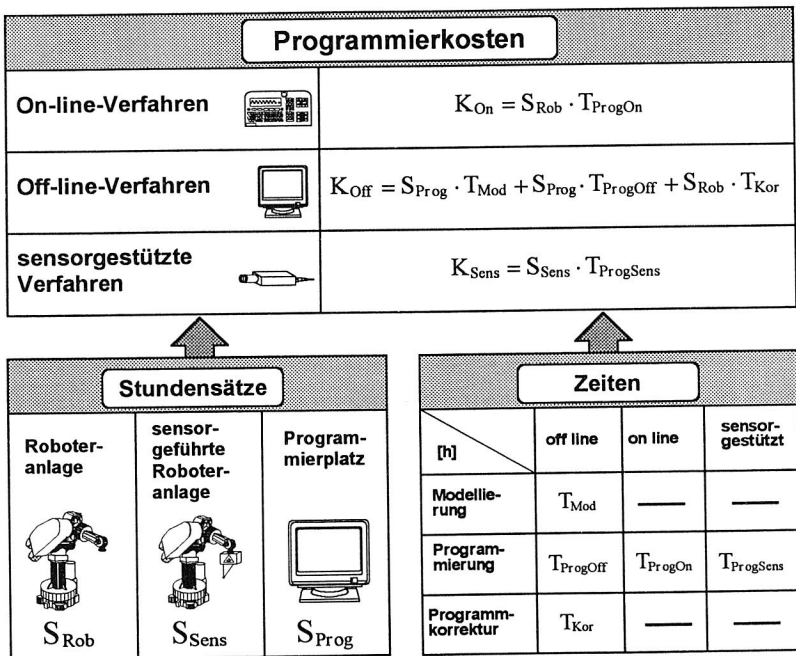 Programmierkosten
On-line-Verfahren
K_On = S_Rob · T_ProgOn
Off-line-Verfahren
K_Off = S_Prog · T_Mod + S_Prog · T_ProgOff + S_Rob · T_Kor
sensorgestützte
Verfahren
K_Sens = S_Sens · T_ProgSens
Stundensätze
Roboter-
anlage
S_Rob
sensor-
geführte
Roboter-
anlage
S_Sens
Program-
mierplatz
S_Prog
Zeiten
[h] off line on line sensor-
gestützt
Modellie-
rung T_Mod — —
Program-
mierung T_ProgOff T_ProgOn T_ProgSens
Programm-
korrektur T_Kor — —